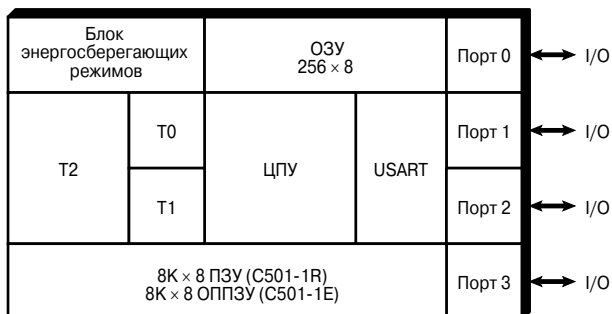 Блок
энергосберегающих
режимов
ОЗУ
256 × 8
Порт 0
I/O
T2
T0
T1
ЦПУ
USART
Порт 1
I/O
Порт 2
I/O
8K × 8 ПЗУ (C501-1R)
8K × 8 ОППЗУ (C501-1E)
Порт 3
I/O